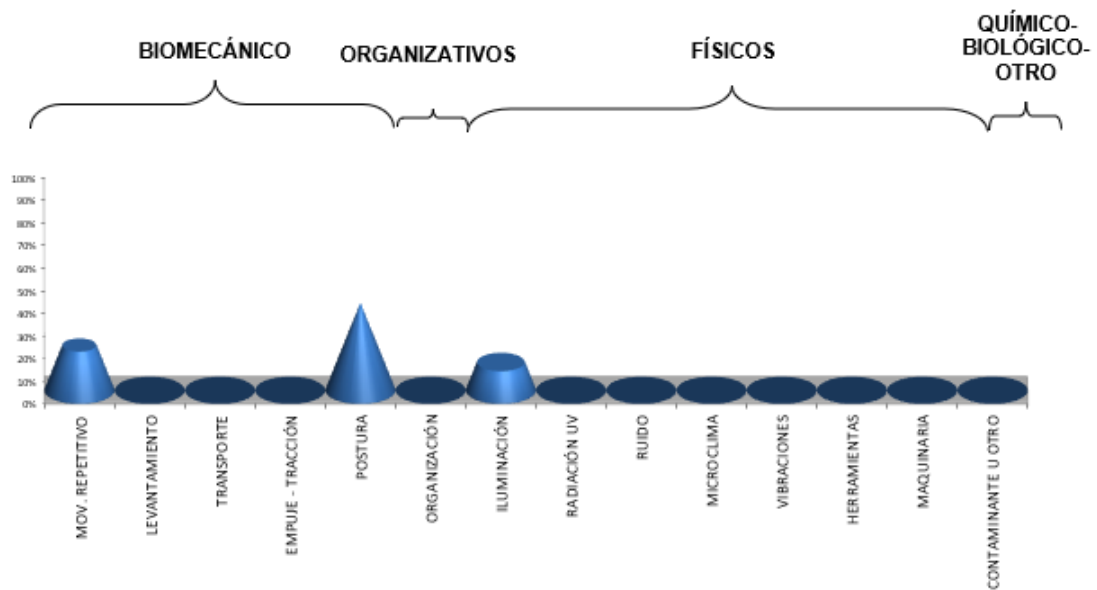 BIOMECÁNICO
ORGANIZATIVOS
FÍSICOS
QUÍMICO-
BIOLÓGICO-
OTRO
100%
90%
80%
70%
60%
50%
40%
30%
20%
10%
0%
MOV. REPETITIVO
LEVANTAMIENTO
TRANSPORTE
EMPUJE - TRACCIÓN
POSTURA
ORGANIZACIÓN
ILUMINACIÓN
RADIACIÓN UV
RUIDO
MICROCLIMA
VIBRACIONES
HERRAMIENTAS
MAQUINARIA
CONTAMINANTE U OTRO